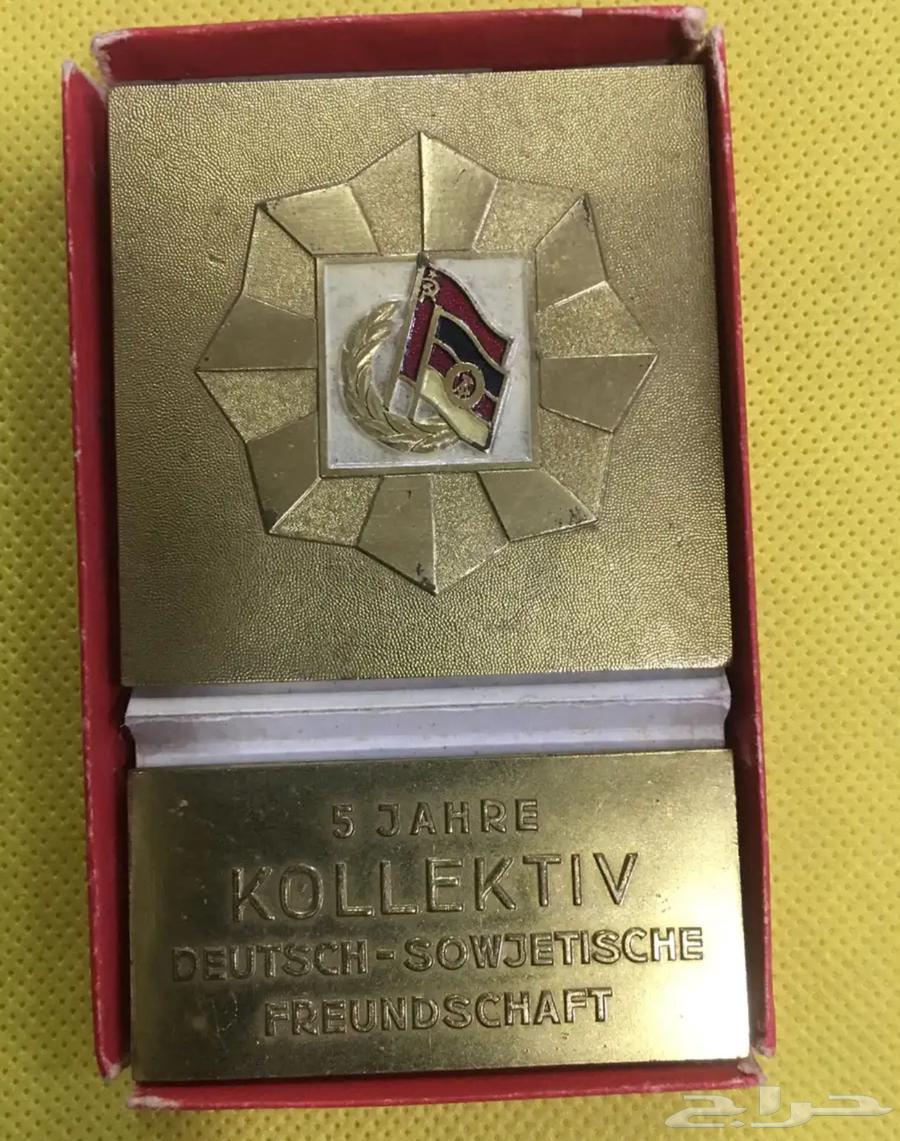 5 JAHRE
KOLLEKTIV
DEUTSCH-SOWJETISCHE
FREUNDSCHAFT
حراج